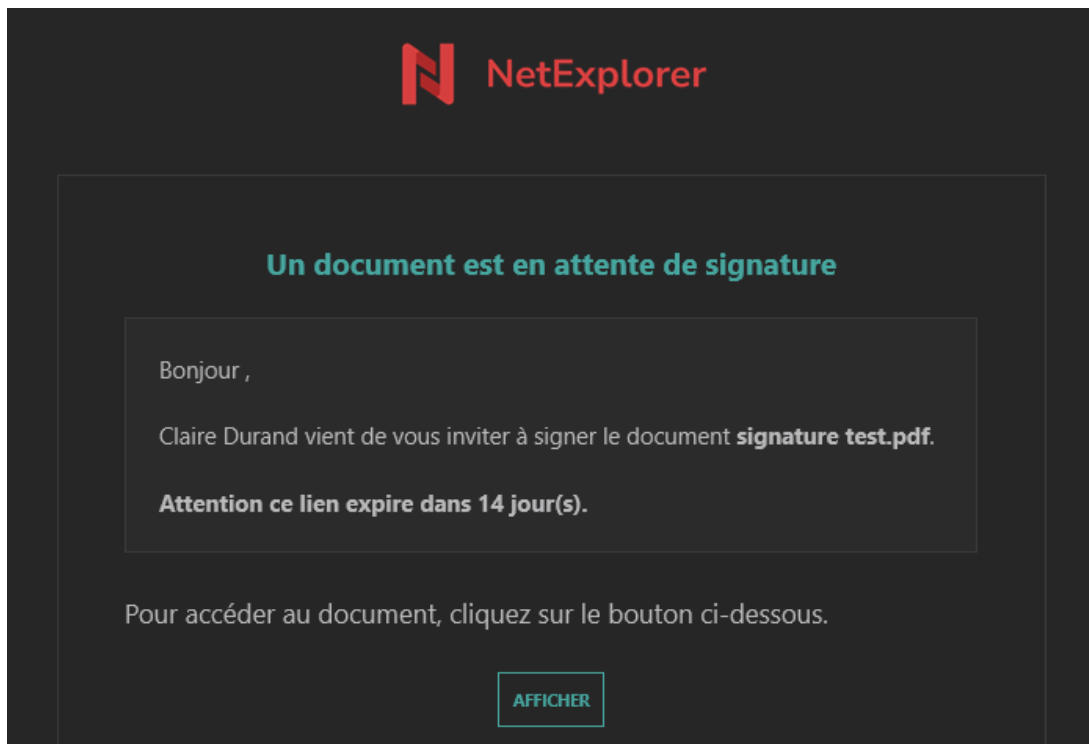 NetExplorer
Un document est en attente de signature
Bonjour ,
Claire Durand vient de vous inviter à signer le document signature test.pdf.
Attention ce lien expire dans 14 jour(s).
Pour accéder au document, cliquez sur le bouton ci-dessous.
AFFICHER